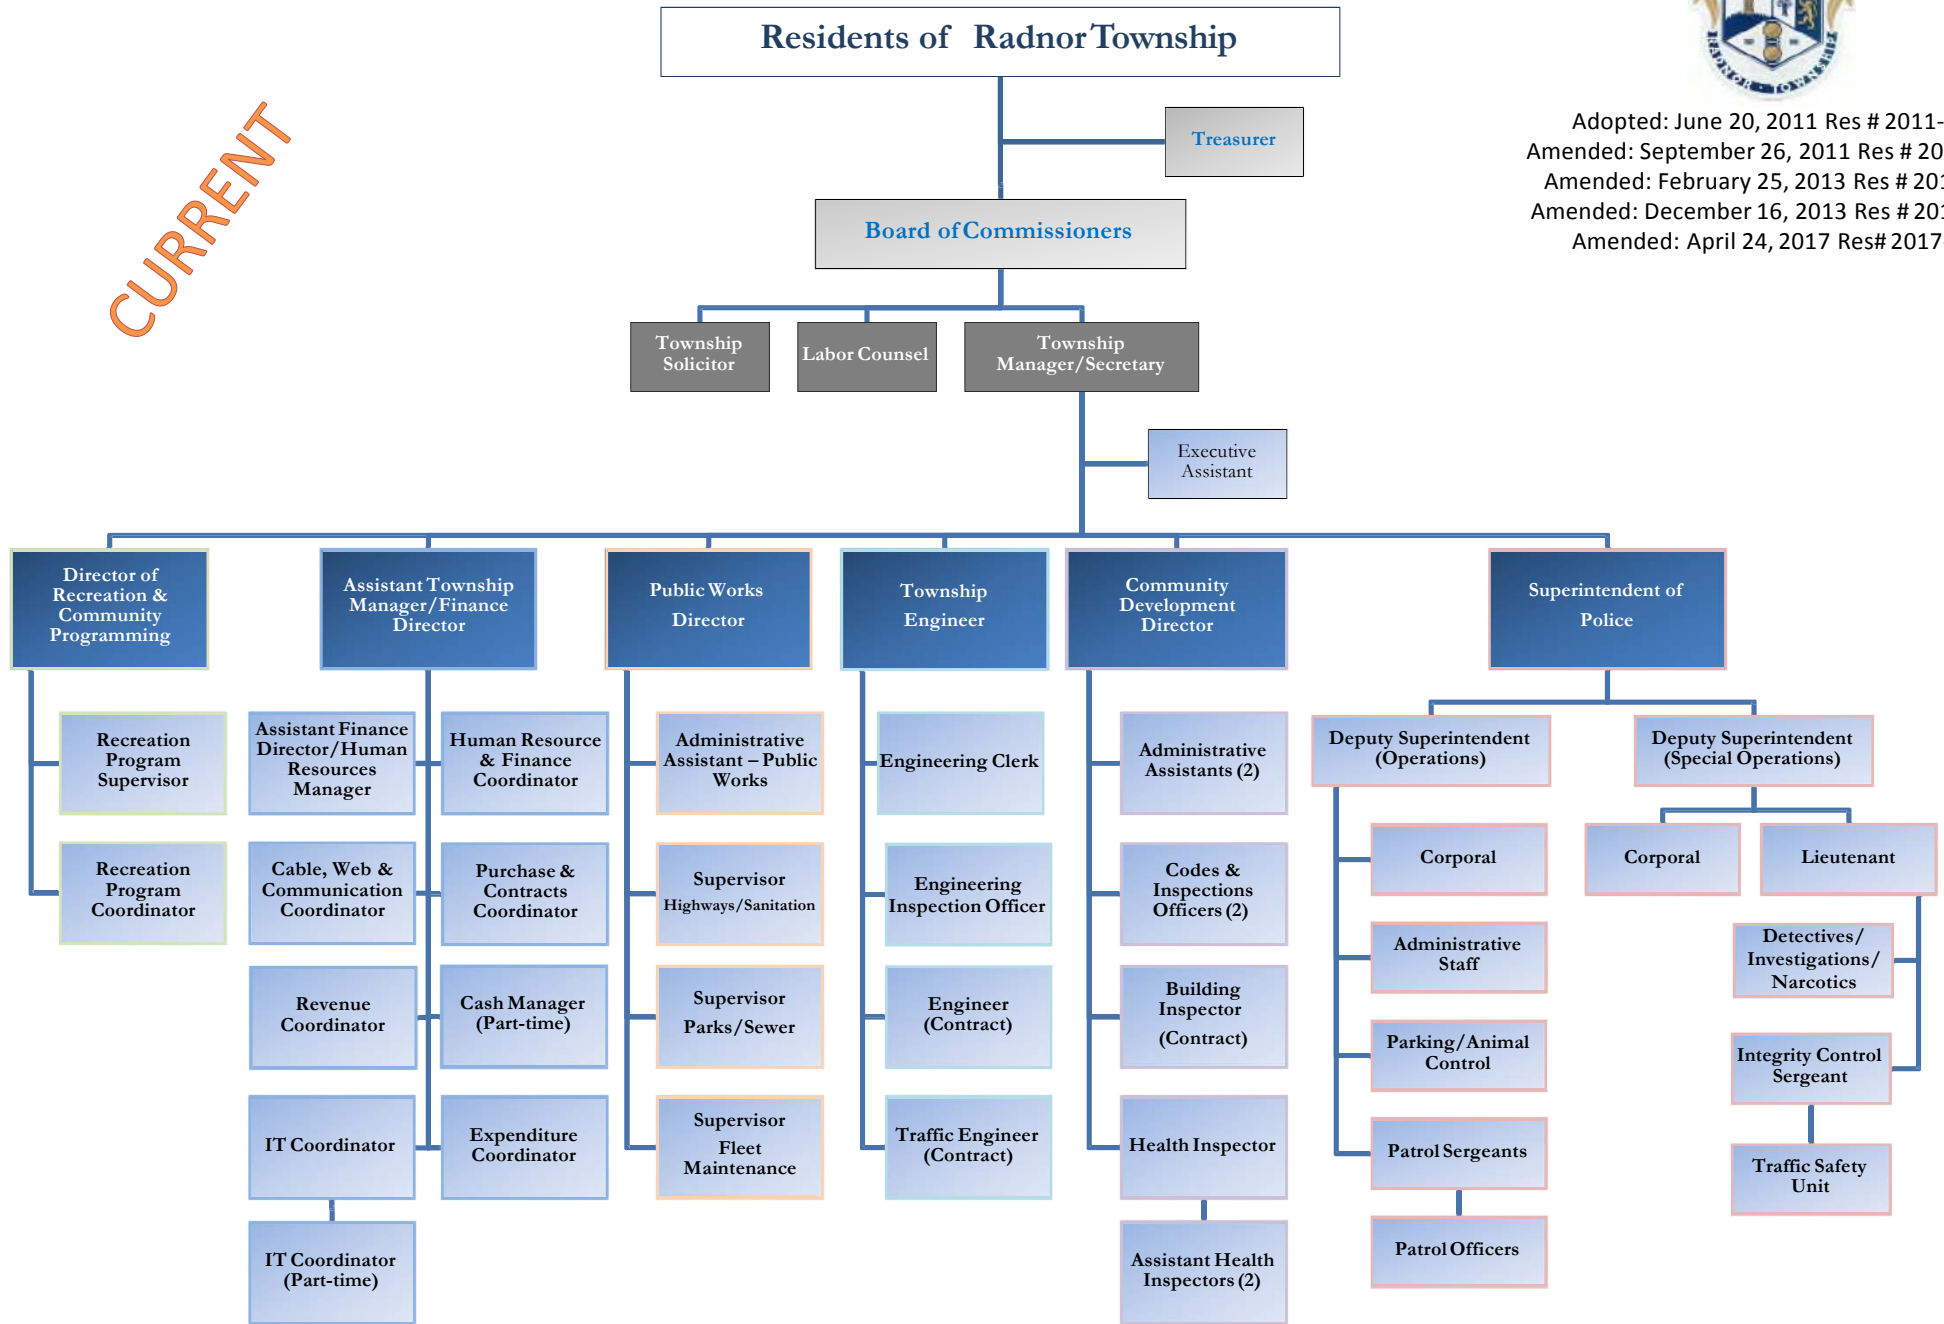 Residents of Radnor Township
RADNOR · TOWNSHIP
Treasurer
Adopted: June 20, 2011 Res # 2011-
Amended: September 26, 2011 Res # 20
Amended: February 25, 2013 Res # 201
Amended: December 16, 2013 Res # 201
Amended: April 24, 2017 Res# 2017-
CURRENT
Board of Commissioners
Township
Solicitor
Labor Counsel
Township
Manager/Secretary
Executive
Assistant
Director of
Recreation &
Community
Programming
Assistant Township
Manager/Finance
Director
Public Works
Director
Township
Engineer
Community
Development
Director
Superintendent of
Police
Recreation
Program
Supervisor
Recreation
Program
Coordinator
Assistant Finance
Director/Human
Resources
Manager
Human Resource
& Finance
Coordinator
Cable, Web &
Communication
Coordinator
Purchase &
Contracts
Coordinator
Revenue
Coordinator
Cash Manager
(Part-time)
IT Coordinator
Expenditure
Coordinator
IT Coordinator
(Part-time)
Administrative
Assistant – Public
Works
Supervisor
Highways/Sanitation
Supervisor
Parks/Sewer
Supervisor
Fleet
Maintenance
Engineering Clerk
Engineering
Inspection Officer
Engineer
(Contract)
Traffic Engineer
(Contract)
Administrative
Assistants (2)
Codes &
Inspections
Officers (2)
Building
Inspector
(Contract)
Health Inspector
Assistant Health
Inspectors (2)
Deputy Superintendent
(Operations)
Corporal
Administrative
Staff
Parking/Animal
Control
Patrol Sergeants
Patrol Officers
Deputy Superintendent
(Special Operations)
Corporal
Lieutenant
Detectives/
Investigations/
Narcotics
Integrity Control
Sergeant
Traffic Safety
Unit